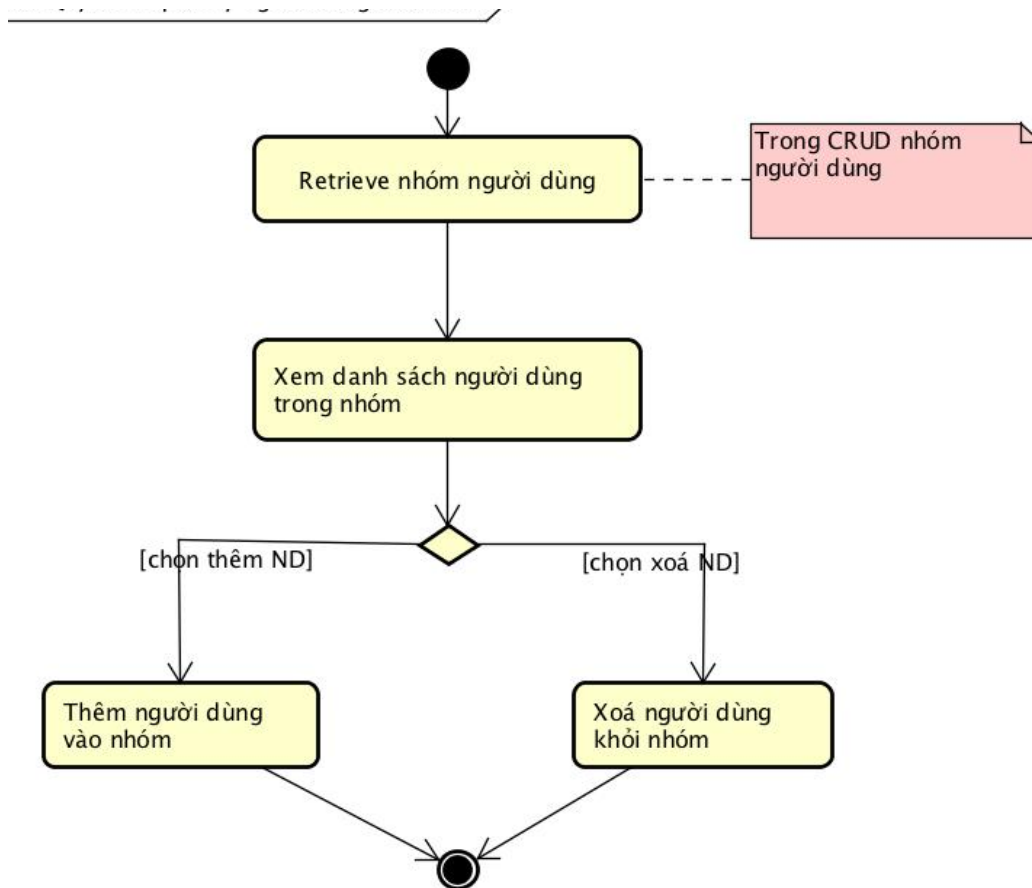 Retrieve nhóm người dùng
Trong CRUD nhóm
người dùng
Xem danh sách người dùng
trong nhóm
[chọn thêm ND]
[chọn xoá ND]
Thêm người dùng
vào nhóm
Xoá người dùng
khỏi nhóm